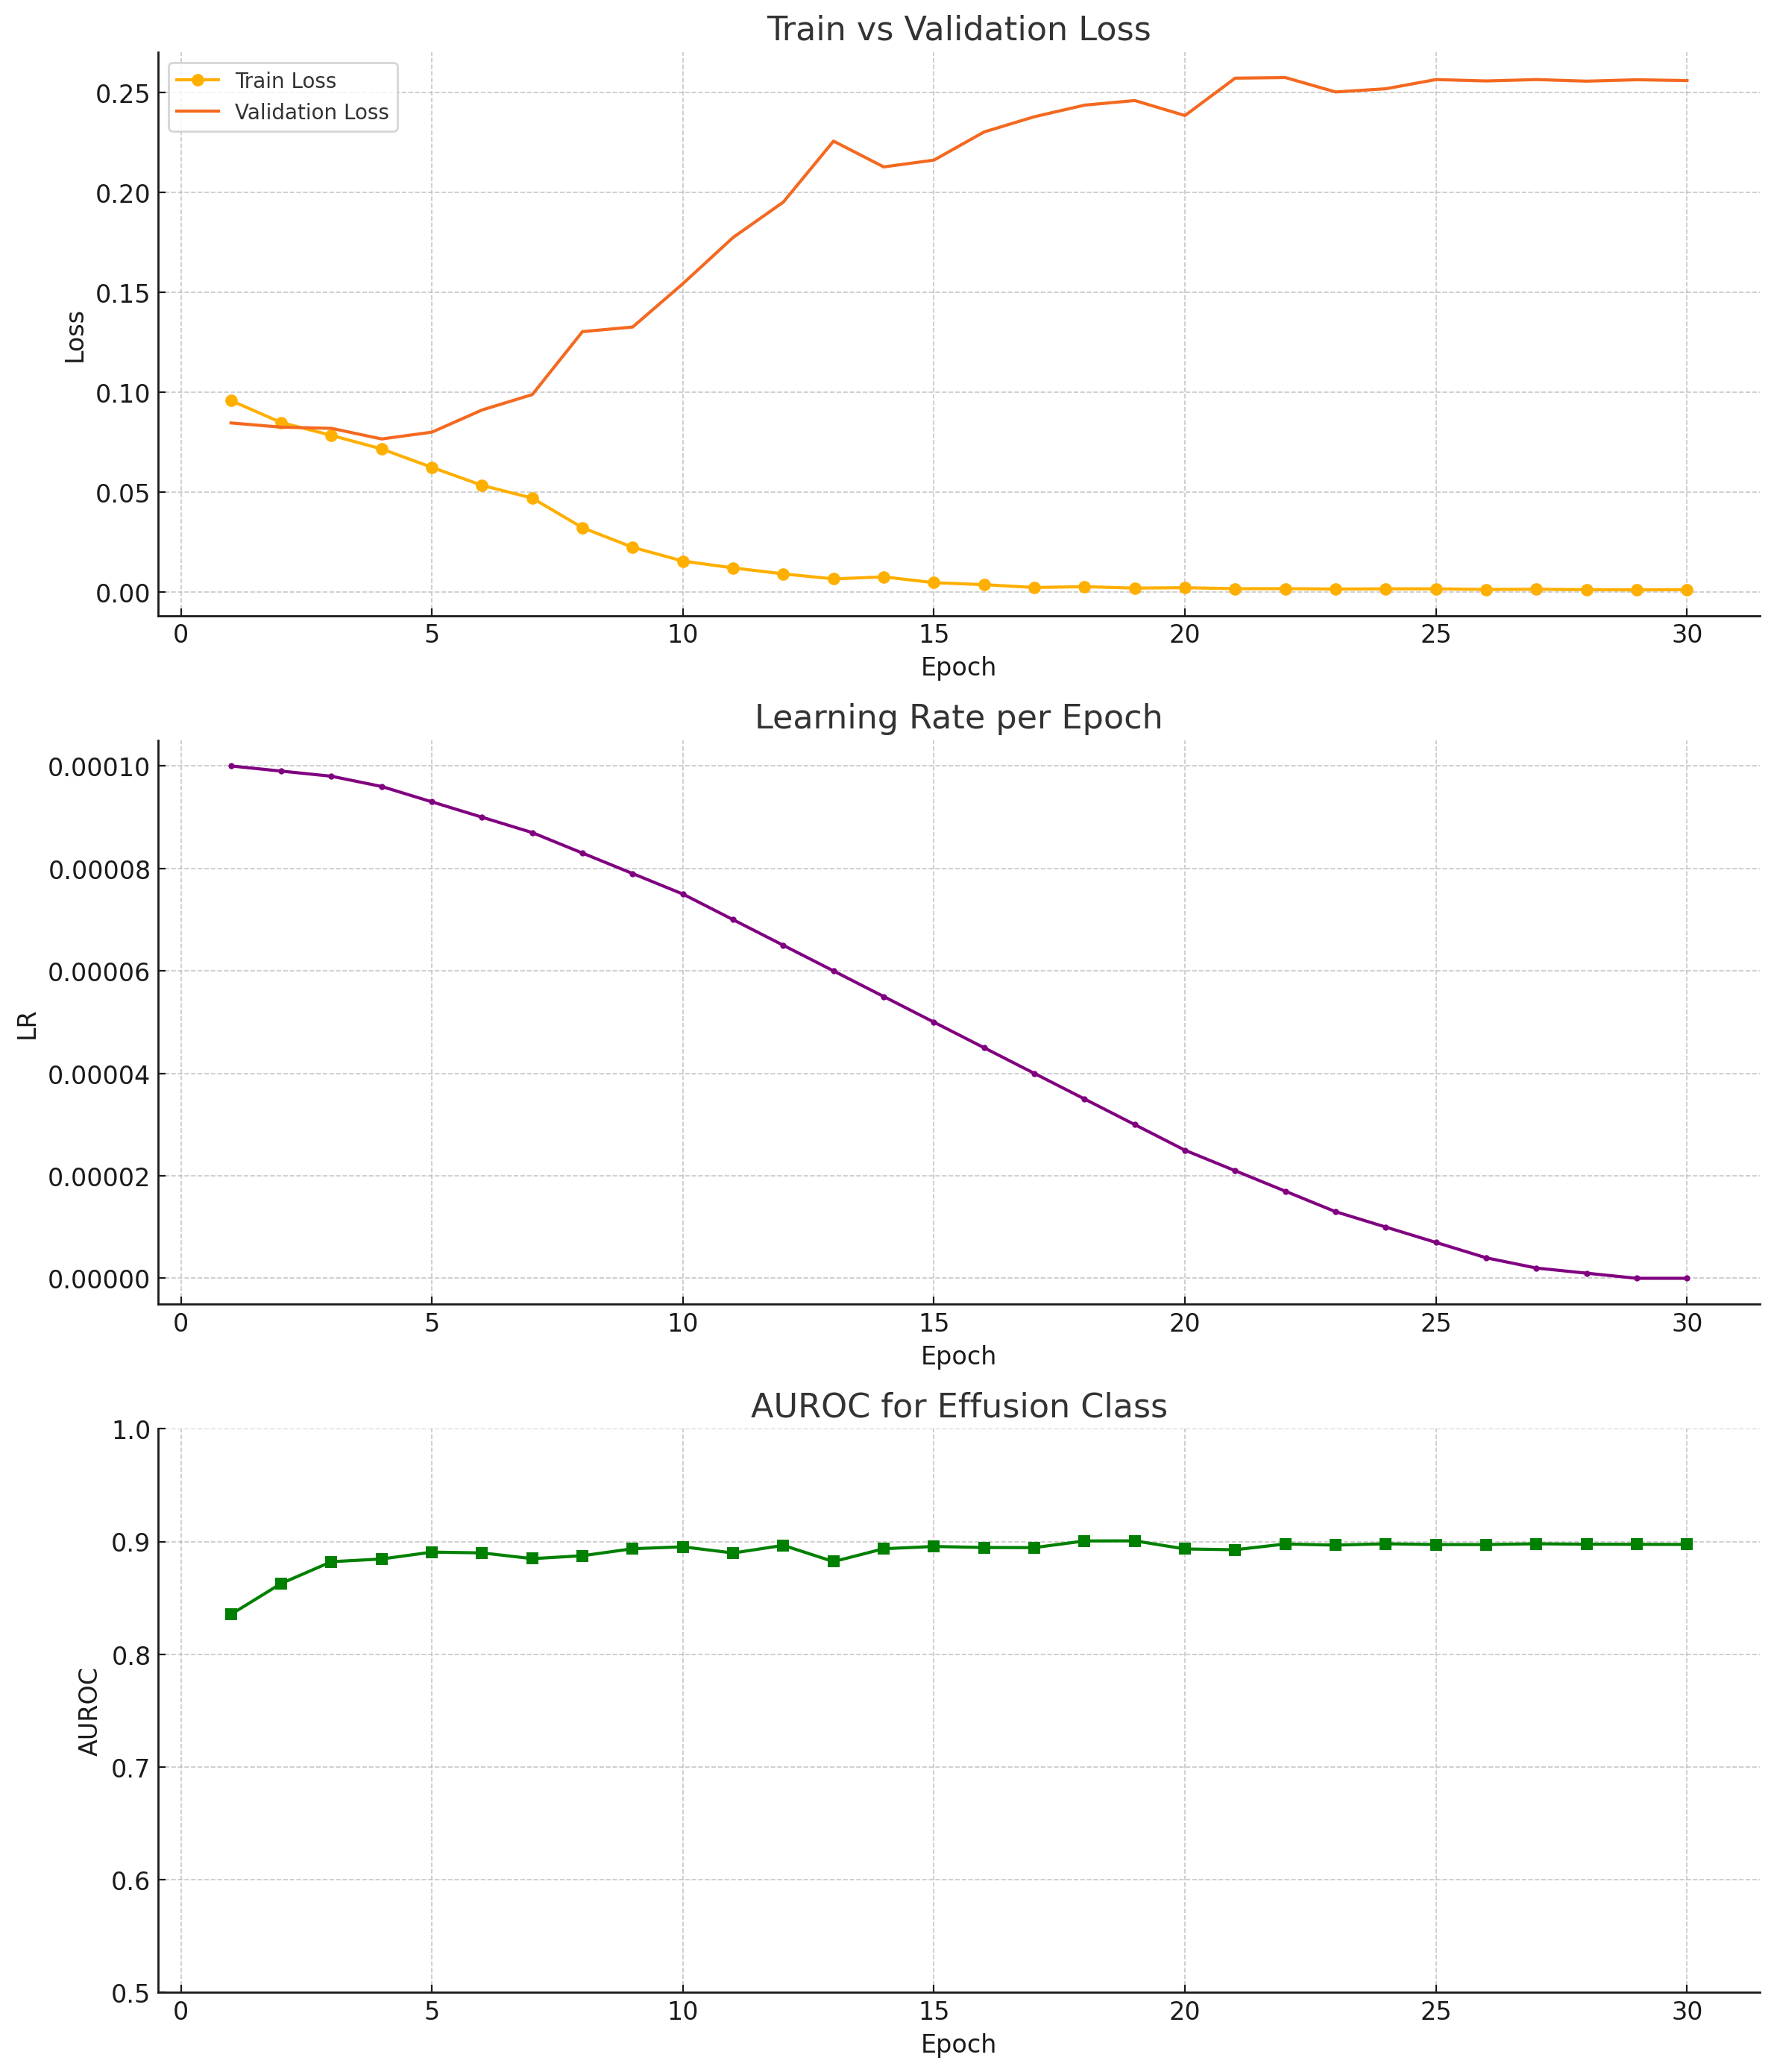 Train vs Validation Loss
Train Loss
Validation Loss
0.25
0.20
0.15
0.10
0.05
0.00
Loss
0 5 10 15 20 25 30
Epoch
Learning Rate per Epoch
0.00010
0.00008
0.00006
0.00004
0.00002
0.00000
LR
0 5 10 15 20 25 30
Epoch
AUROC for Effusion Class
1.0
0.9
0.8
0.7
0.6
0.5
AUROC
0 5 10 15 20 25 30
Epoch